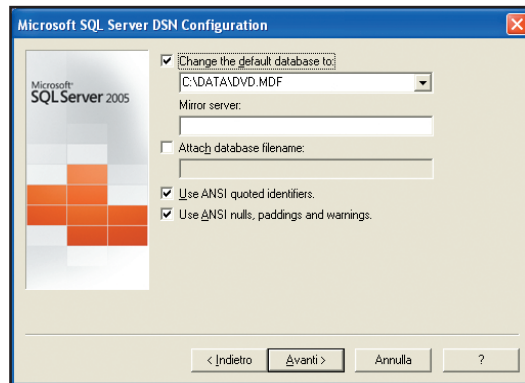 Microsoft SQL Server DSN Configuration
Microsoft
SQL Server 2005
Change the default database to:
C:\DATA\DVD.MDF
Mirror server:
Attach database filename:
Use ANSI quoted identifiers.
Use ANSI nulls, paddings and warnings.
< Indietro
Avanti >
Annulla
?